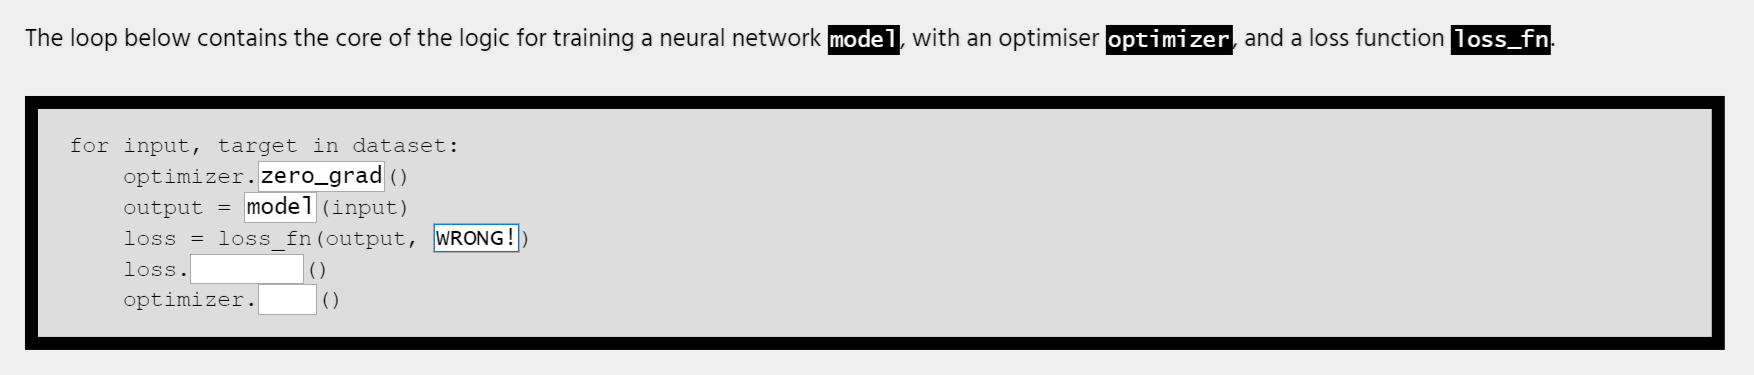 The loop below contains the core of the logic for training a neural network model, with an optimiser optimizer, and a loss function loss_fn.
for input, target in dataset:
optimizer.zero_grad()
output = model(input)
loss = loss_fn(output, WRONG!)
loss. ()
optimizer. ()